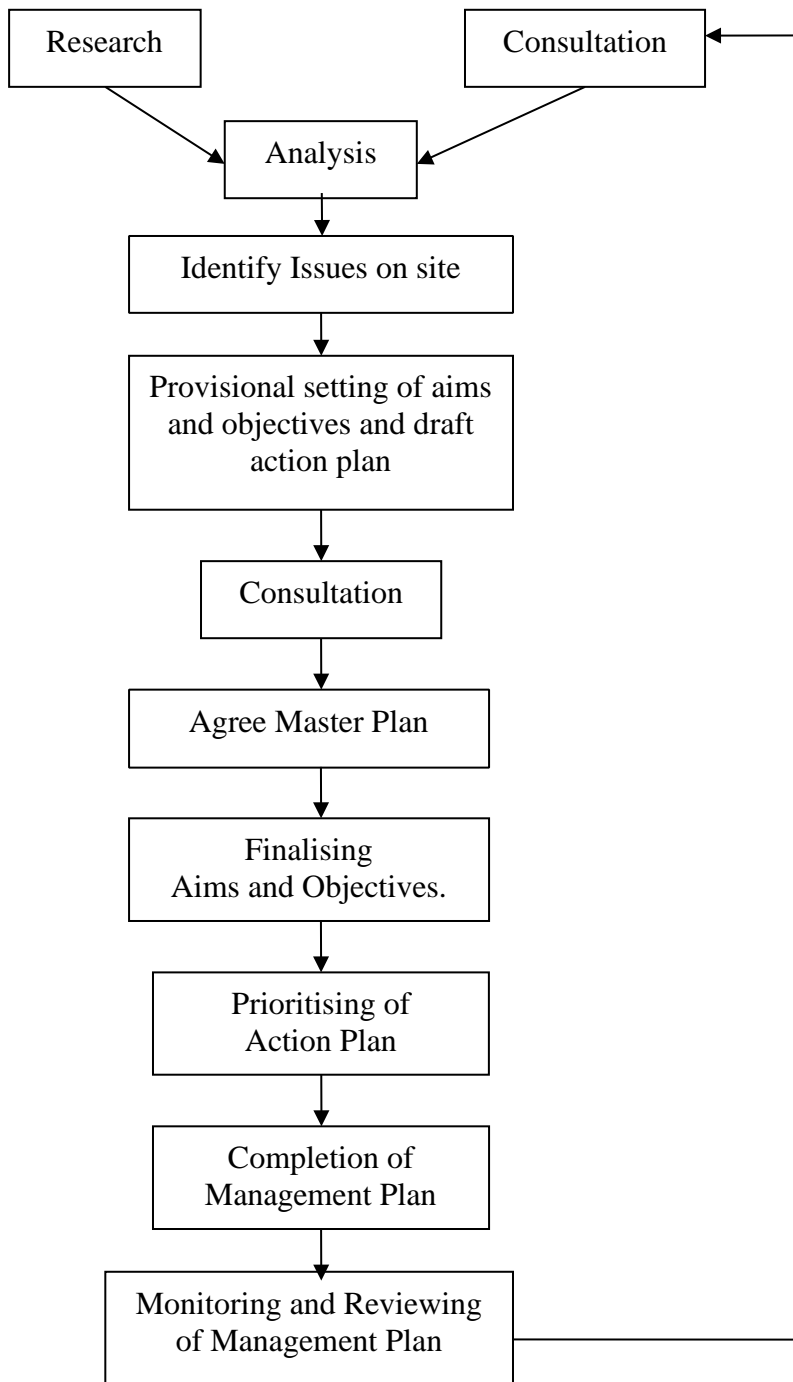 Research
Consultation
Analysis
Identify Issues on site
Provisional setting of aims
and objectives and draft
action plan
Consultation
Agree Master Plan
Finalising
Aims and Objectives.
Prioritising of
Action Plan
Completion of
Management Plan
Monitoring and Reviewing
of Management Plan